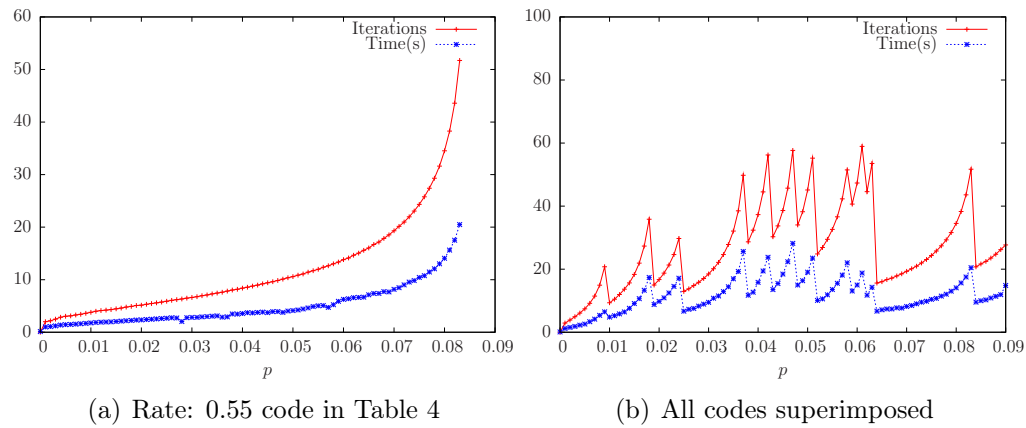 60
50
40
30
20
10
0
0 0.01 0.02 0.03 0.04 0.05 0.06 0.07 0.08 0.09
p
Iterations
Time(s)
(a) Rate: 0.55 code in Table 4
100
80
60
40
20
0
0 0.01 0.02 0.03 0.04 0.05 0.06 0.07 0.08 0.09
p
Iterations
Time(s)
(b) All codes superimposed